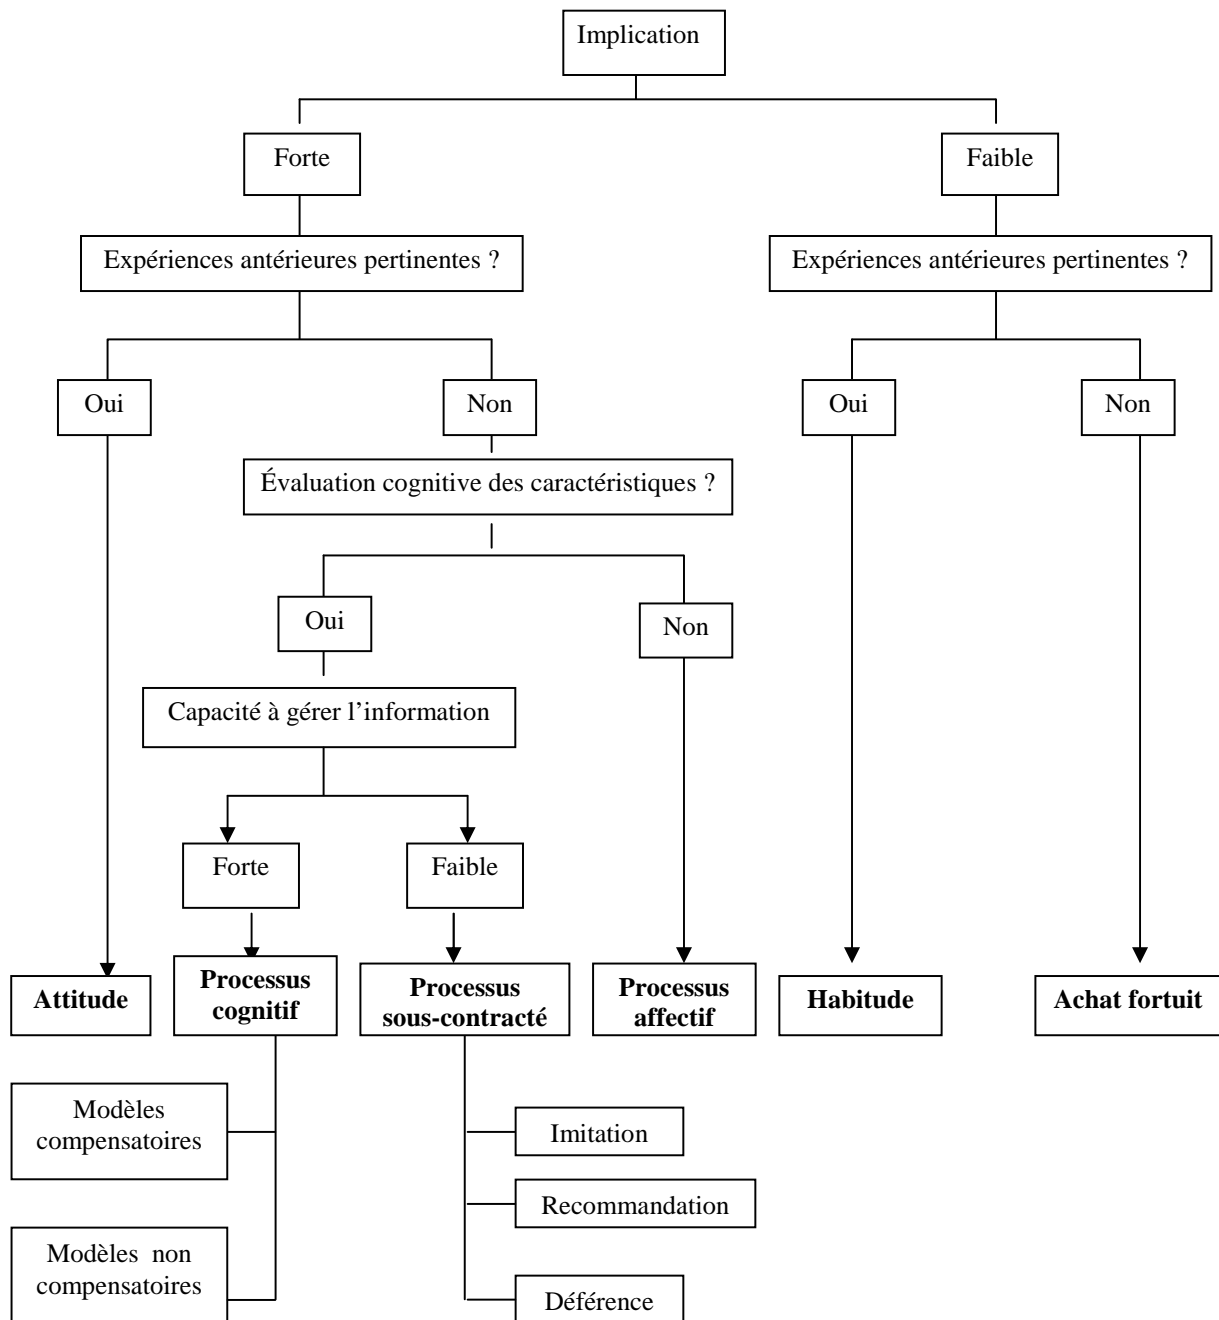 Implication
Forte
Faible
Expériences antérieures pertinentes ?
Expériences antérieures pertinentes ?
Oui
Non
Oui
Non
Évaluation cognitive des caractéristiques ?
Oui
Non
Capacité à gérer l’information
Forte
Faible
Attitude
Processus
cognitif
Processus
sous-contracté
Processus
affectif
Habitude
Achat fortuit
Modèles
compensatoires
Imitation
Recommandation
Modèles non
compensatoires
Déférence